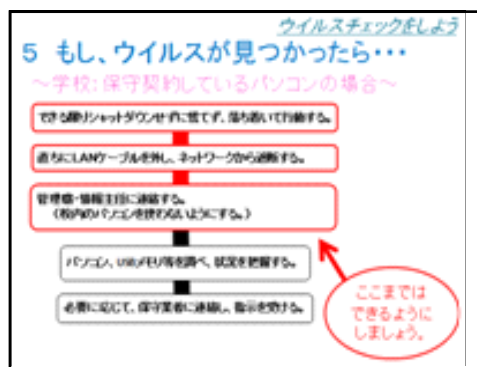 ウイルスチェックをしよう
5 もし、ウイルスが見つかったら・・・
～学校：保守契約しているパソコンの場合～
できる限りシャットダウンせずに慌てず、落ち着いて行動する。
直ちにLANケーブルを外し、ネットワークから遮断する。
管理職・情報主任に連絡する。
（校内のパソコンを使わないようにする。）
パソコン、USBメモリ等を調べ、状況を把握する。
必要に応じて、保守業者に連絡し、指示を受ける。
ここまでは
できるように
しましょう。